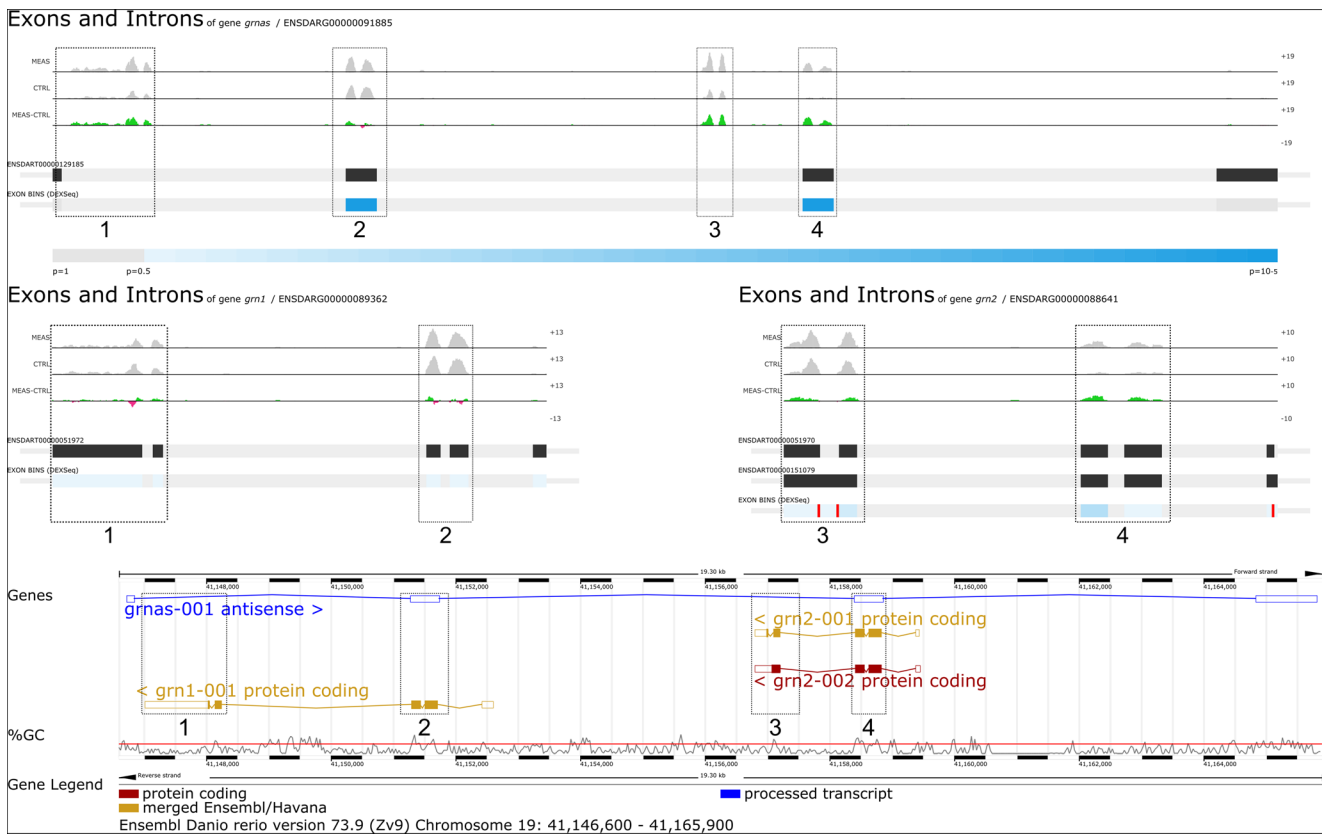 Exons and Introns of gene grnas / ENSDARG00000091885
MEAS
+19
CTRL
+19
MEAS-CTRL
+19
-19
ENSDART00000129185
EXON BINS (DEXSeq)
1 2 3 4
p=1 p=0.5 p=10-5
Exons and Introns of gene grn1 / ENSDARG00000089362
MEAS
+13
CTRL
+13
MEAS-CTRL
+13
-13
ENSDART00000051972
EXON BINS (DEXSeq)
1 2
Exons and Introns of gene grn2 / ENSDARG00000088641
MEAS
+10
CTRL
+10
MEAS-CTRL
+10
-10
ENSDART00000051970
ENSDART00000151079
EXON BINS (DEXSeq)
3 4
19.30 kb Forward strand
41,148,000 41,150,000 41,152,000 41,154,000 41,156,000 41,158,000 41,160,000 41,162,000 41,164,000
Genes
grnas-001 antisense >
< grn2-001 protein coding
< grn2-002 protein coding
< grn1-001 protein coding
1 2 3 4
%GC
41,148,000 41,150,000 41,152,000 41,154,000 41,156,000 41,158,000 41,160,000 41,162,000 41,164,000
Reverse strand 19.30 kb
Gene Legend
protein coding processed transcript
merged Ensembl/Havana
Ensembl Danio rerio version 73.9 (Zv9) Chromosome 19: 41,146,600 - 41,165,900